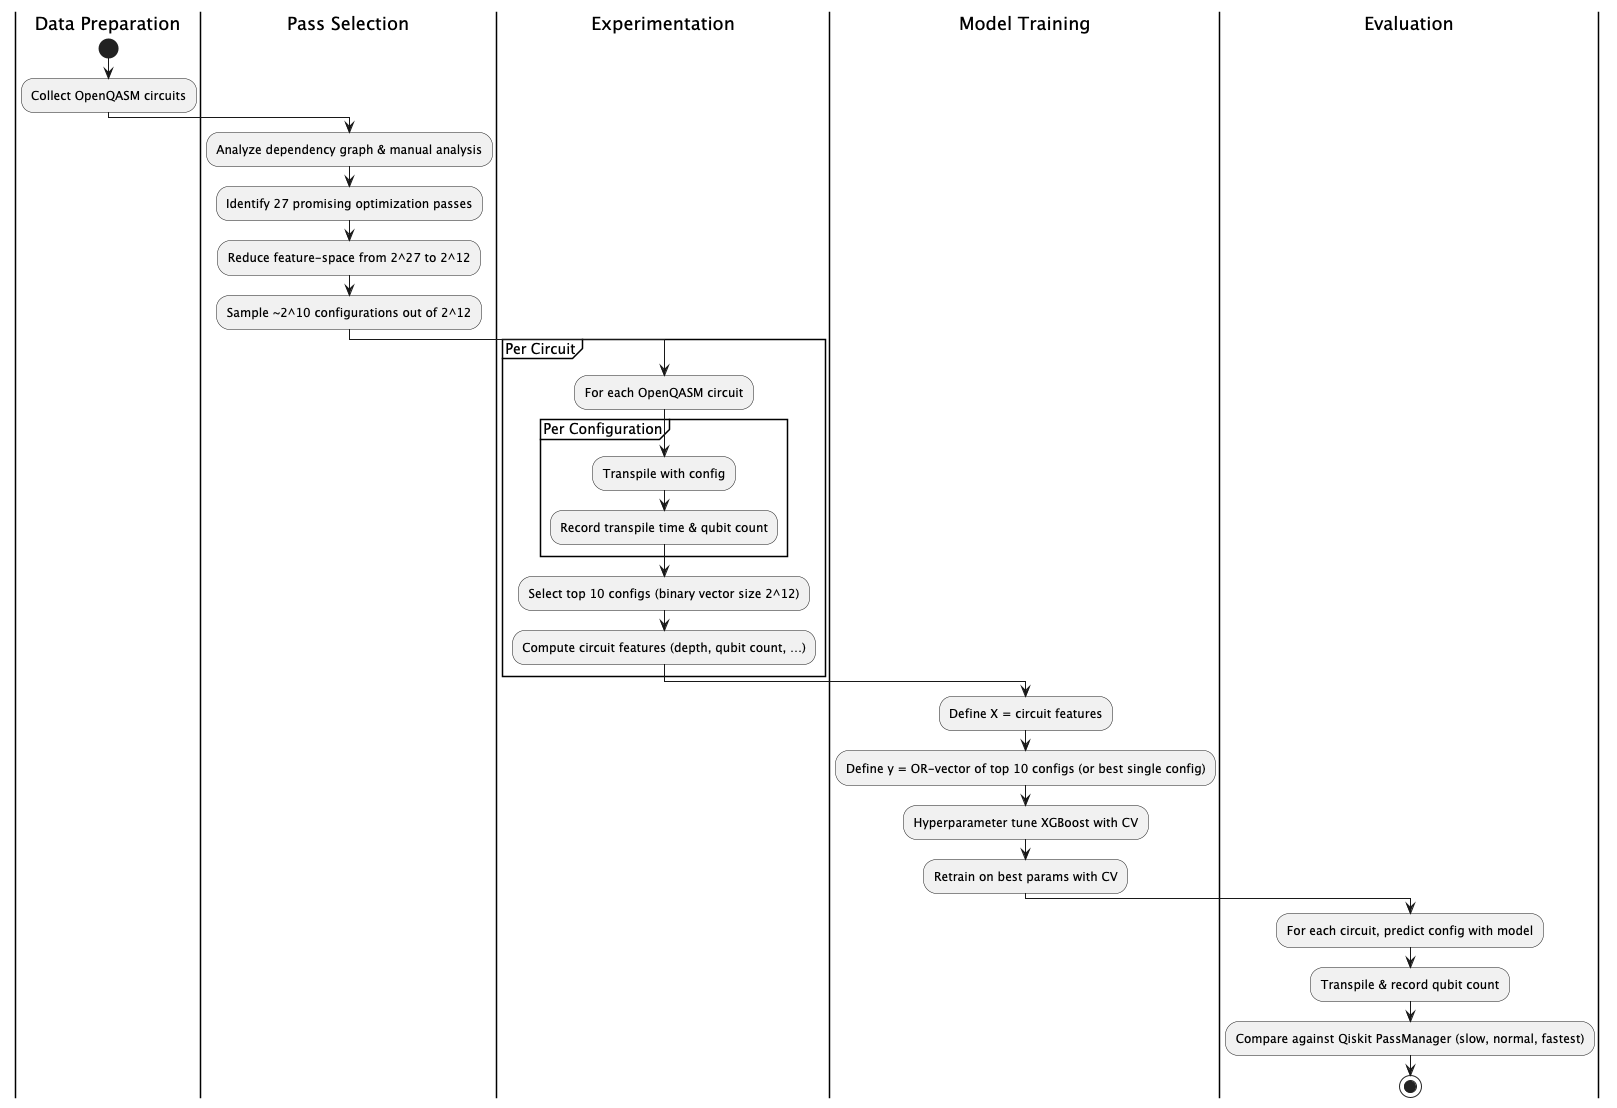 Data Preparation
Pass Selection
Experimentation
Model Training
Evaluation
Collect OpenQASM circuits
Analyze dependency graph & manual analysis
Identify 27 promising optimization passes
Reduce feature-space from 2^27 to 2^12
Sample ~2^10 configurations out of 2^12
Per Circuit
For each OpenQASM circuit
Per Configuration
Transpile with config
Record transpile time & qubit count
Select top 10 configs (binary vector size 2^12)
Compute circuit features (depth, qubit count, ...)
Define X = circuit features
Define y = OR-vector of top 10 configs (or best single config)
Hyperparameter tune XGBoost with CV
Retrain on best params with CV
For each circuit, predict config with model
Transpile & record qubit count
Compare against Qiskit PassManager (slow, normal, fastest)